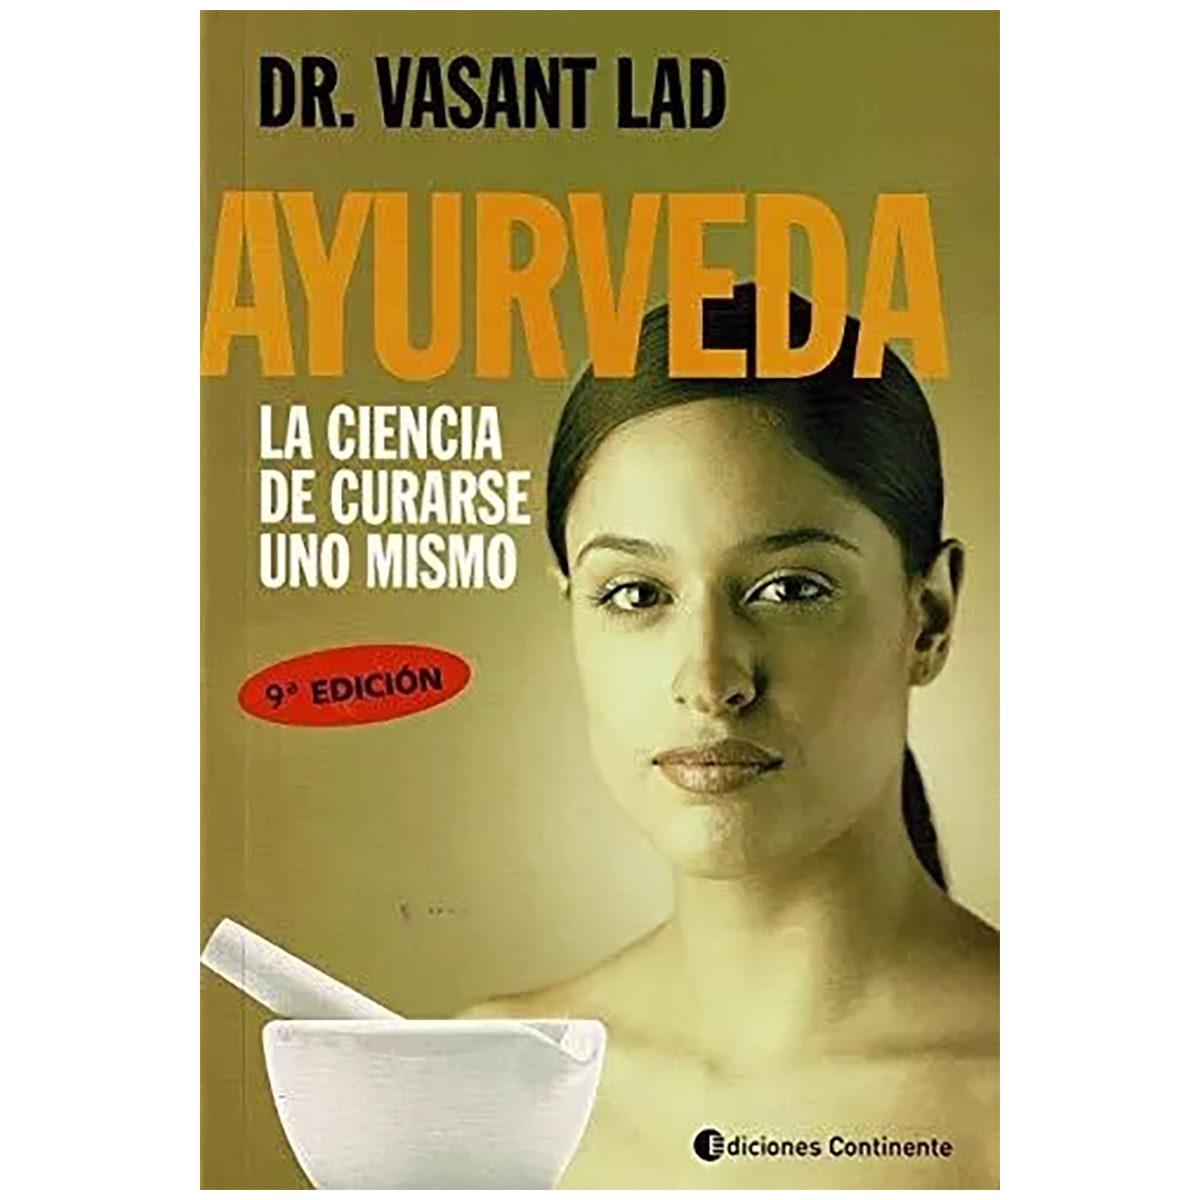 DR. VASANT LAD
AYURVEDA
LA CIENCIA
DE CURARSE
UNO MISMO
9ª EDICIÓN
Ediciones Continente